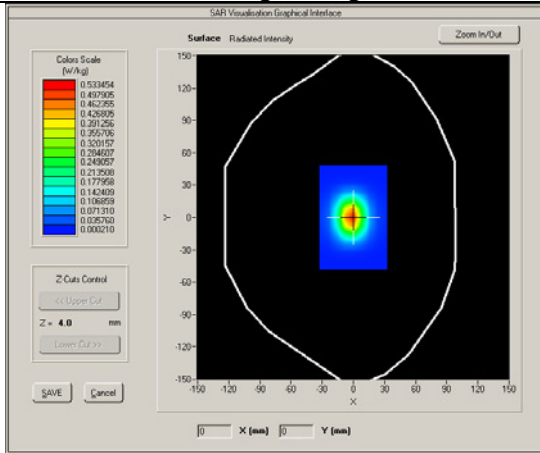 SAR Visualisation Graphical Interface
Surface Radiated Intensity
Zoom In/Out
Colors Scale
(W/kg)
0.533454
0.497905
0.462355
0.426805
0.391256
0.355706
0.320157
0.284607
0.249057
0.213508
0.177958
0.142409
0.106859
0.071310
0.035760
0.000210
150
120
90
60
30
0
-30
-60
-90
-120
-150
Y
-150 -120 -90 -60 -30 0 30 60 90 120 150
X
Z Cuts Control
<< Upper Cut
Z = 4.0 mm
Lower Cut >>
SAVE Cancel
0 X (mm) 0 Y (mm)